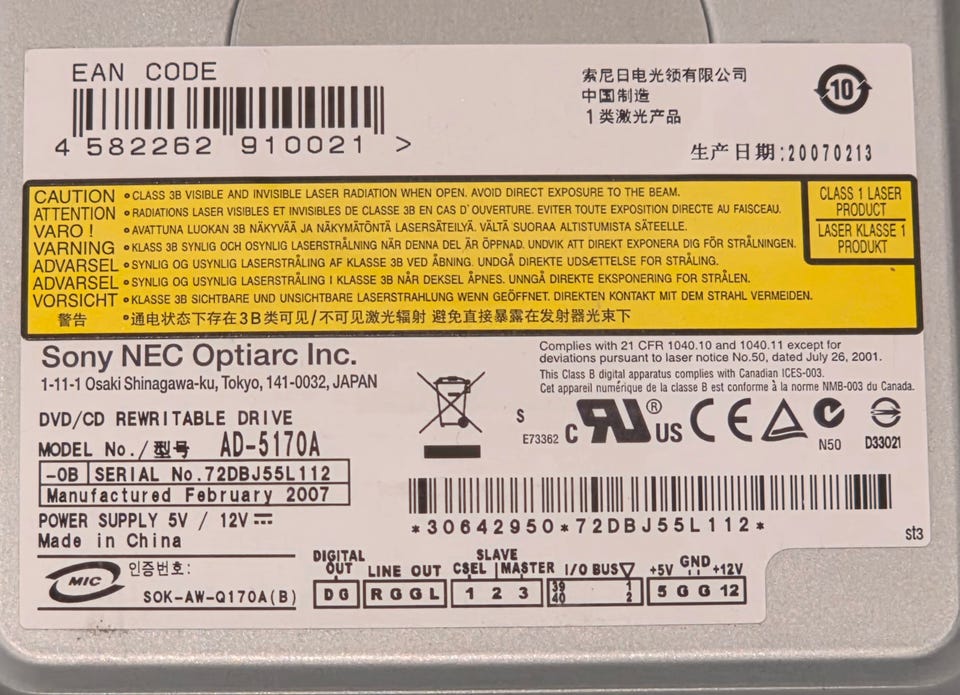 EAN CODE
4 582262 910021 >
索尼日电光领有限公司
中国制造
1类激光产品
10
生产日期:20070213
CAUTION • CLASS 3B VISIBLE AND INVISIBLE LASER RADIATION WHEN OPEN. AVOID DIRECT EXPOSURE TO THE BEAM.
ATTENTION • RADIATIONS LASER VISIBLES ET INVISIBLES DE CLASSE 3B EN CAS D'OUVERTURE. EVITER TOUTE EXPOSITION DIRECTE AU FAISCEAU.
VARO ! • AVATTUNA LUOKAN 3B NÄKYVÄÄ JA NÄKYMÄTÖNTÄ LASERSÄTEILYÄ. VÄLTÄ SUORAA ALTISTUMISTA SÄTEELLE.
VARNING • KLASS 3B SYNLIG OCH OSYNLIG LASERSTRÅLNING NÄR DENNA DEL ÄR ÖPPNAD. UNDVIK ATT DIREKT EXPONERA DIG FÖR STRÅLNINGEN.
ADVARSEL • SYNLIG OG USYNLIG LASERSTRÅLING AF KLASSE 3B VED ÅBNING. UNDGÅ DIREKTE UDSÆTTELSE FOR STRÅLING.
ADVARSEL • SYNLIG OG USYNLIG LASERSTRÅLING I KLASSE 3B NÅR DEKSEL ÅPNES. UNNGÅ DIREKTE EKSPONERING FOR STRÅLEN.
VORSICHT • KLASSE 3B SICHTBARE UND UNSICHTBARE LASERSTRAHLUNG WENN GEÖFFNET. DIREKTEN KONTAKT MIT DEM STRAHL VERMEIDEN.
警告 • 通电状态下存在3B类可见/不可见激光辐射 避免直接暴露在发射器光束下
CLASS 1 LASER
PRODUCT
LASER KLASSE 1
PRODUKT
Sony NEC Optiarc Inc.
1-11-1 Osaki Shinagawa-ku, Tokyo, 141-0032, JAPAN
Complies with 21 CFR 1040.10 and 1040.11 except for
deviations pursuant to laser notice No.50, dated July 26, 2001.
This Class B digital apparatus complies with Canadian ICES-003.
Cet appareil numérique de la classe B est conforme à la norme NMB-003 du Canada.
DVD/CD REWRITABLE DRIVE
MODEL No./型号 AD-5170A
-0B SERIAL No.72DBJ55L112
Manufactured February 2007
POWER SUPPLY 5V / 12V
Made in China
S
E73362 C RU ® US CE N50 D33021
*30642950*72DBJ55L112*
st3
MIC 인증번호:
SOK-AW-Q170A(B)
DIGITAL OUT
D G
LINE OUT
R G G L
SLAVE
CSEL MASTER
1 2 3
I/O BUS
39 1
40 2
+5V GND +12V
5 G G 12